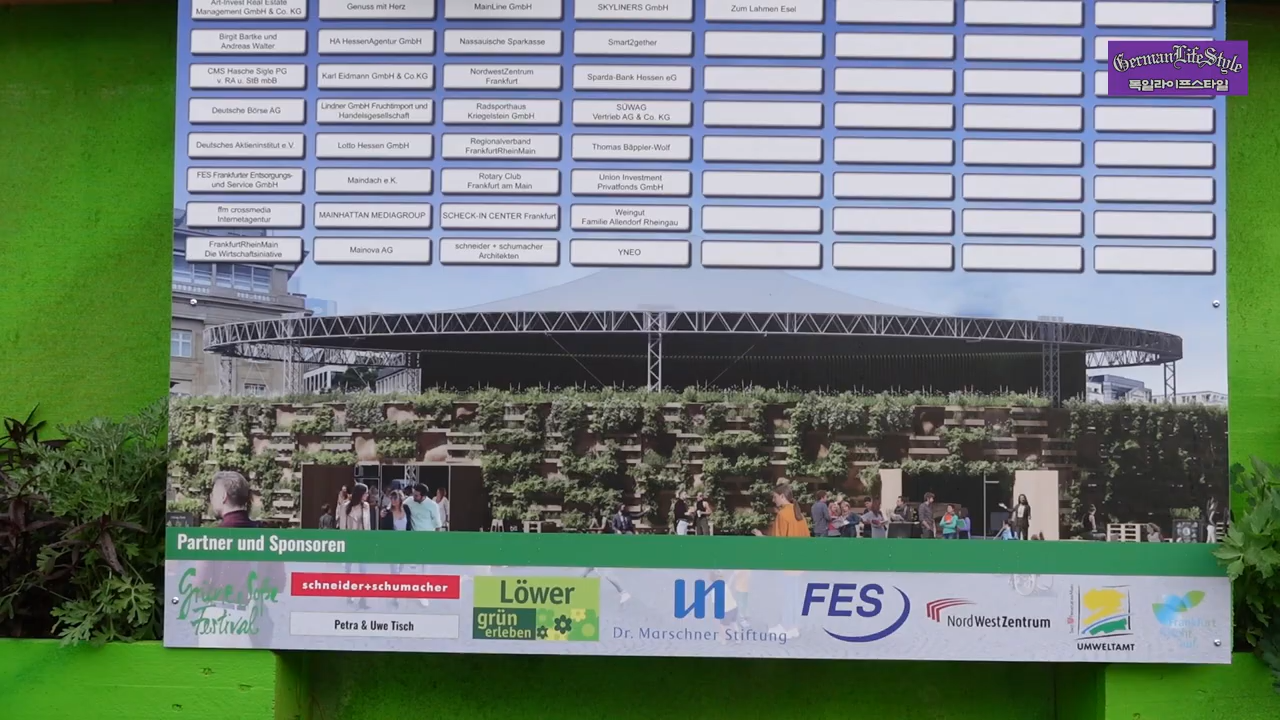 Art-Invest Real Estate
Management GmbH & Co. KG
Genuss mit Herz
MainLine GmbH
SKYLINERS GmbH
Zum Lahmen Esel
Birgit Bartke und
Andreas Walter
HA HessenAgentur GmbH
Nassauische Sparkasse
Smart2gether
CMS Hasche Sigle PG
v. RA u. StB mbB
Karl Eidmann GmbH & Co.KG
NordwestZentrum
Frankfurt
Sparda-Bank Hessen eG
Deutsche Börse AG
Lindner GmbH Fruchtimport und
Handelsgesellschaft
Radsporthaus
Kriegelstein GmbH
SÜWAG
Vertrieb AG & Co. KG
Deutsches Aktieninstitut e.V.
Lotto Hessen GmbH
Regionalverband
FrankfurtRheinMain
Thomas Bäppler-Wolf
FES Frankfurter Entsorgungs-
und Service GmbH
Maindach e.K.
Rotary Club
Frankfurt am Main
Union Investment
Privatfonds GmbH
ffm crossmedia
Internetagentur
MAINHATTAN MEDIAGROUP
SCHECK-IN CENTER Frankfurt
Weingut
Familie Allendorf Rheingau
FrankfurtRheinMain
Die Wirtschaftsiniative
Mainova AG
schneider + schumacher
Architekten
YNEO
GermanLifeStyle
독일라이프스타일
Partner und Sponsoren
Grüne Soße
Festival
schneider+schumacher
Petra & Uwe Tisch
Löwer
grün
erleben
Dr. Marschner Stiftung
FES
NordWestZentrum
UMWELTAMT
Frankfurt